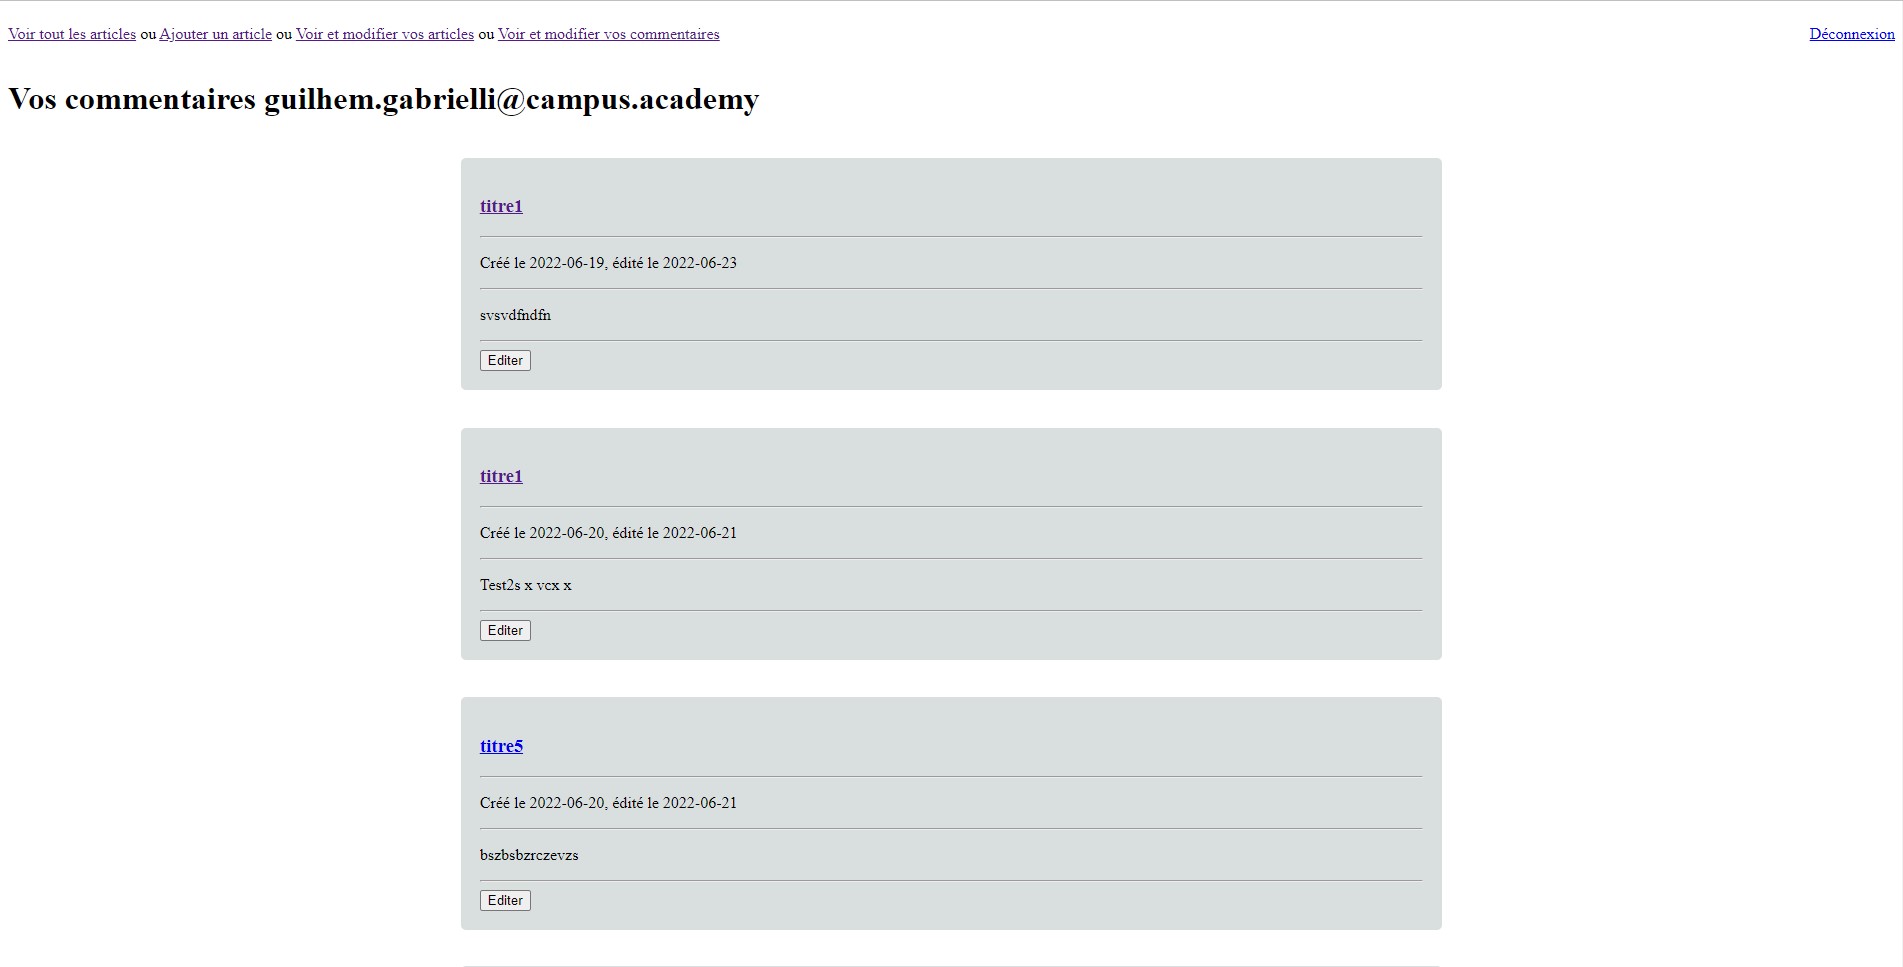 Voir tout les articles ou Ajouter un article ou Voir et modifier vos articles ou Voir et modifier vos commentaires Déconnexion
Vos commentaires guilhem.gabrielli@campus.academy
titre1
Créé le 2022-06-19, édité le 2022-06-23
svsvdfndfn
Editer
titre1
Créé le 2022-06-20, édité le 2022-06-21
Test2s x vcx x
Editer
titre5
Créé le 2022-06-20, édité le 2022-06-21
bszbsbzrczevzs
Editer